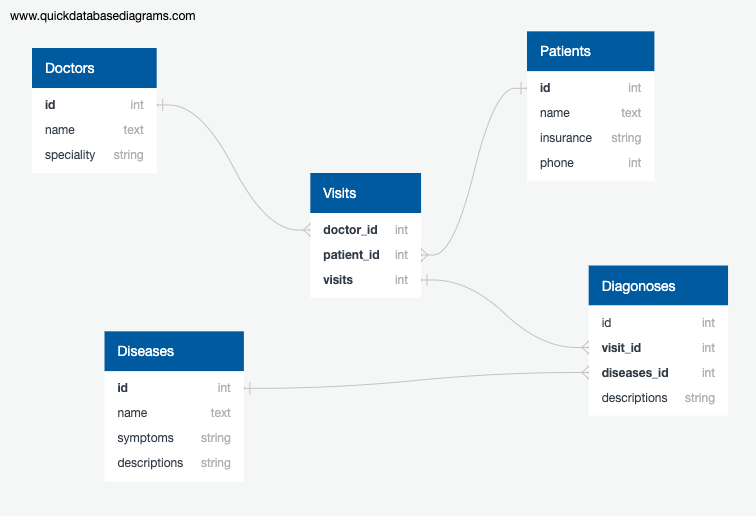 www.quickdatabasediagrams.com
Doctors
id int
name text
speciality string
Patients
id int
name text
insurance string
phone int
Visits
doctor_id int
patient_id int
visits int
Diagonoses
id int
visit_id int
diseases_id int
descriptions string
Diseases
id int
name text
symptoms string
descriptions string